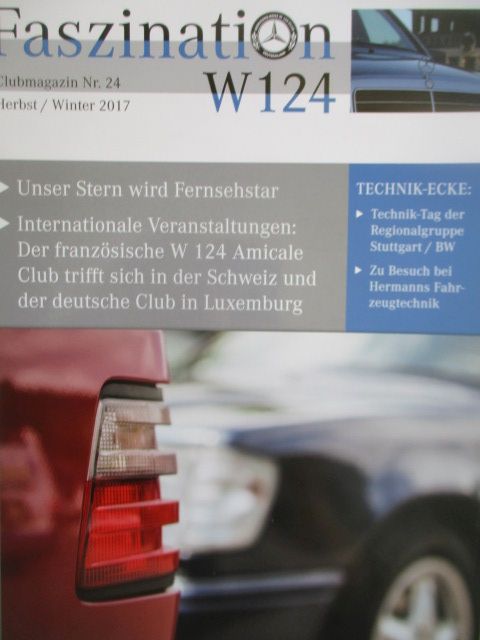 Faszination
W124
Clubmagazin Nr. 24
Herbst / Winter 2017
Unser Stern wird Fernsehstar
Internationale Veranstaltungen:
Der französische W 124 Amicale
Club trifft sich in der Schweiz und
der deutsche Club in Luxemburg
TECHNIK-ECKE:
Technik-Tag der
Regionalgruppe
Stuttgart / BW
Zu Besuch bei
Hermanns Fahr-
zeugtechnik